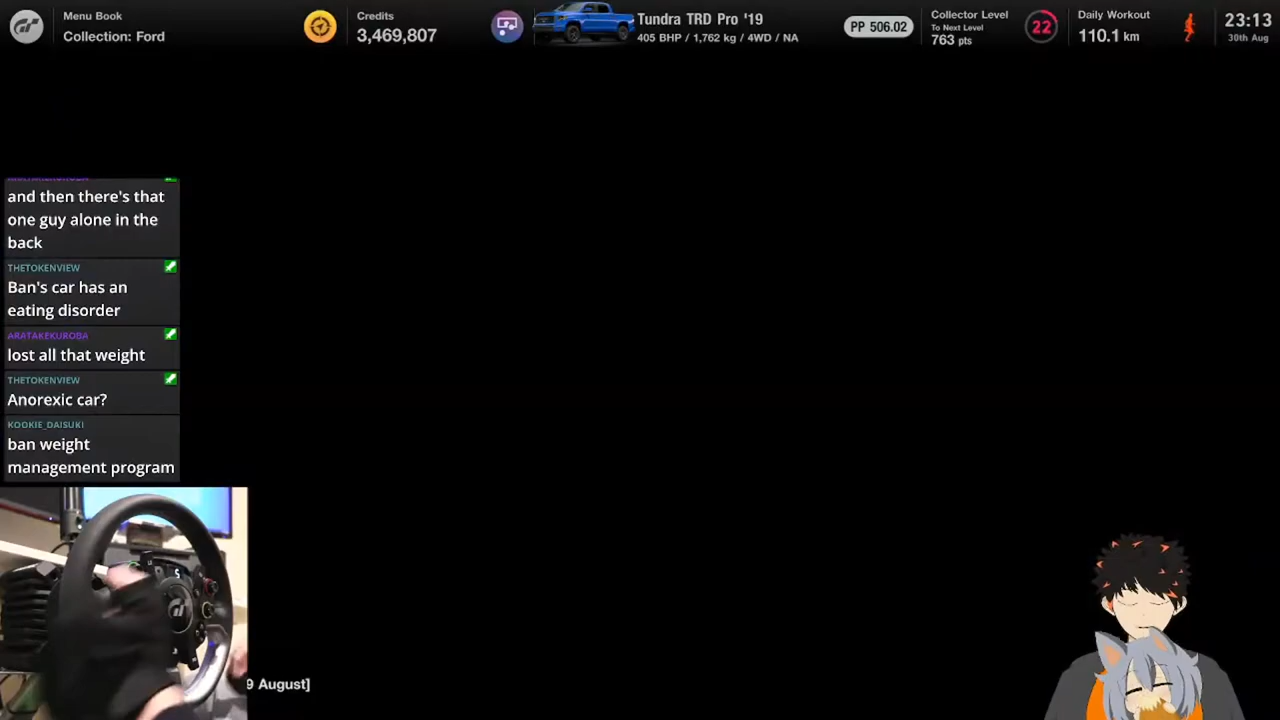 Menu Book
Collection: Ford
Credits
3,469,807
Tundra TRD Pro '19
405 BHP / 1,762 kg / 4WD / NA
PP 506.02
Collector Level
To Next Level
763 pts
22
Daily Workout
110.1 km
23:13
30th Aug
and then there's that
one guy alone in the
back
THETOKENVIEW
Ban's car has an
eating disorder
ARATAKEKUROBA
lost all that weight
THETOKENVIEW
Anorexic car?
KOOKIE_DAISUKI
ban weight
management program
9 August]